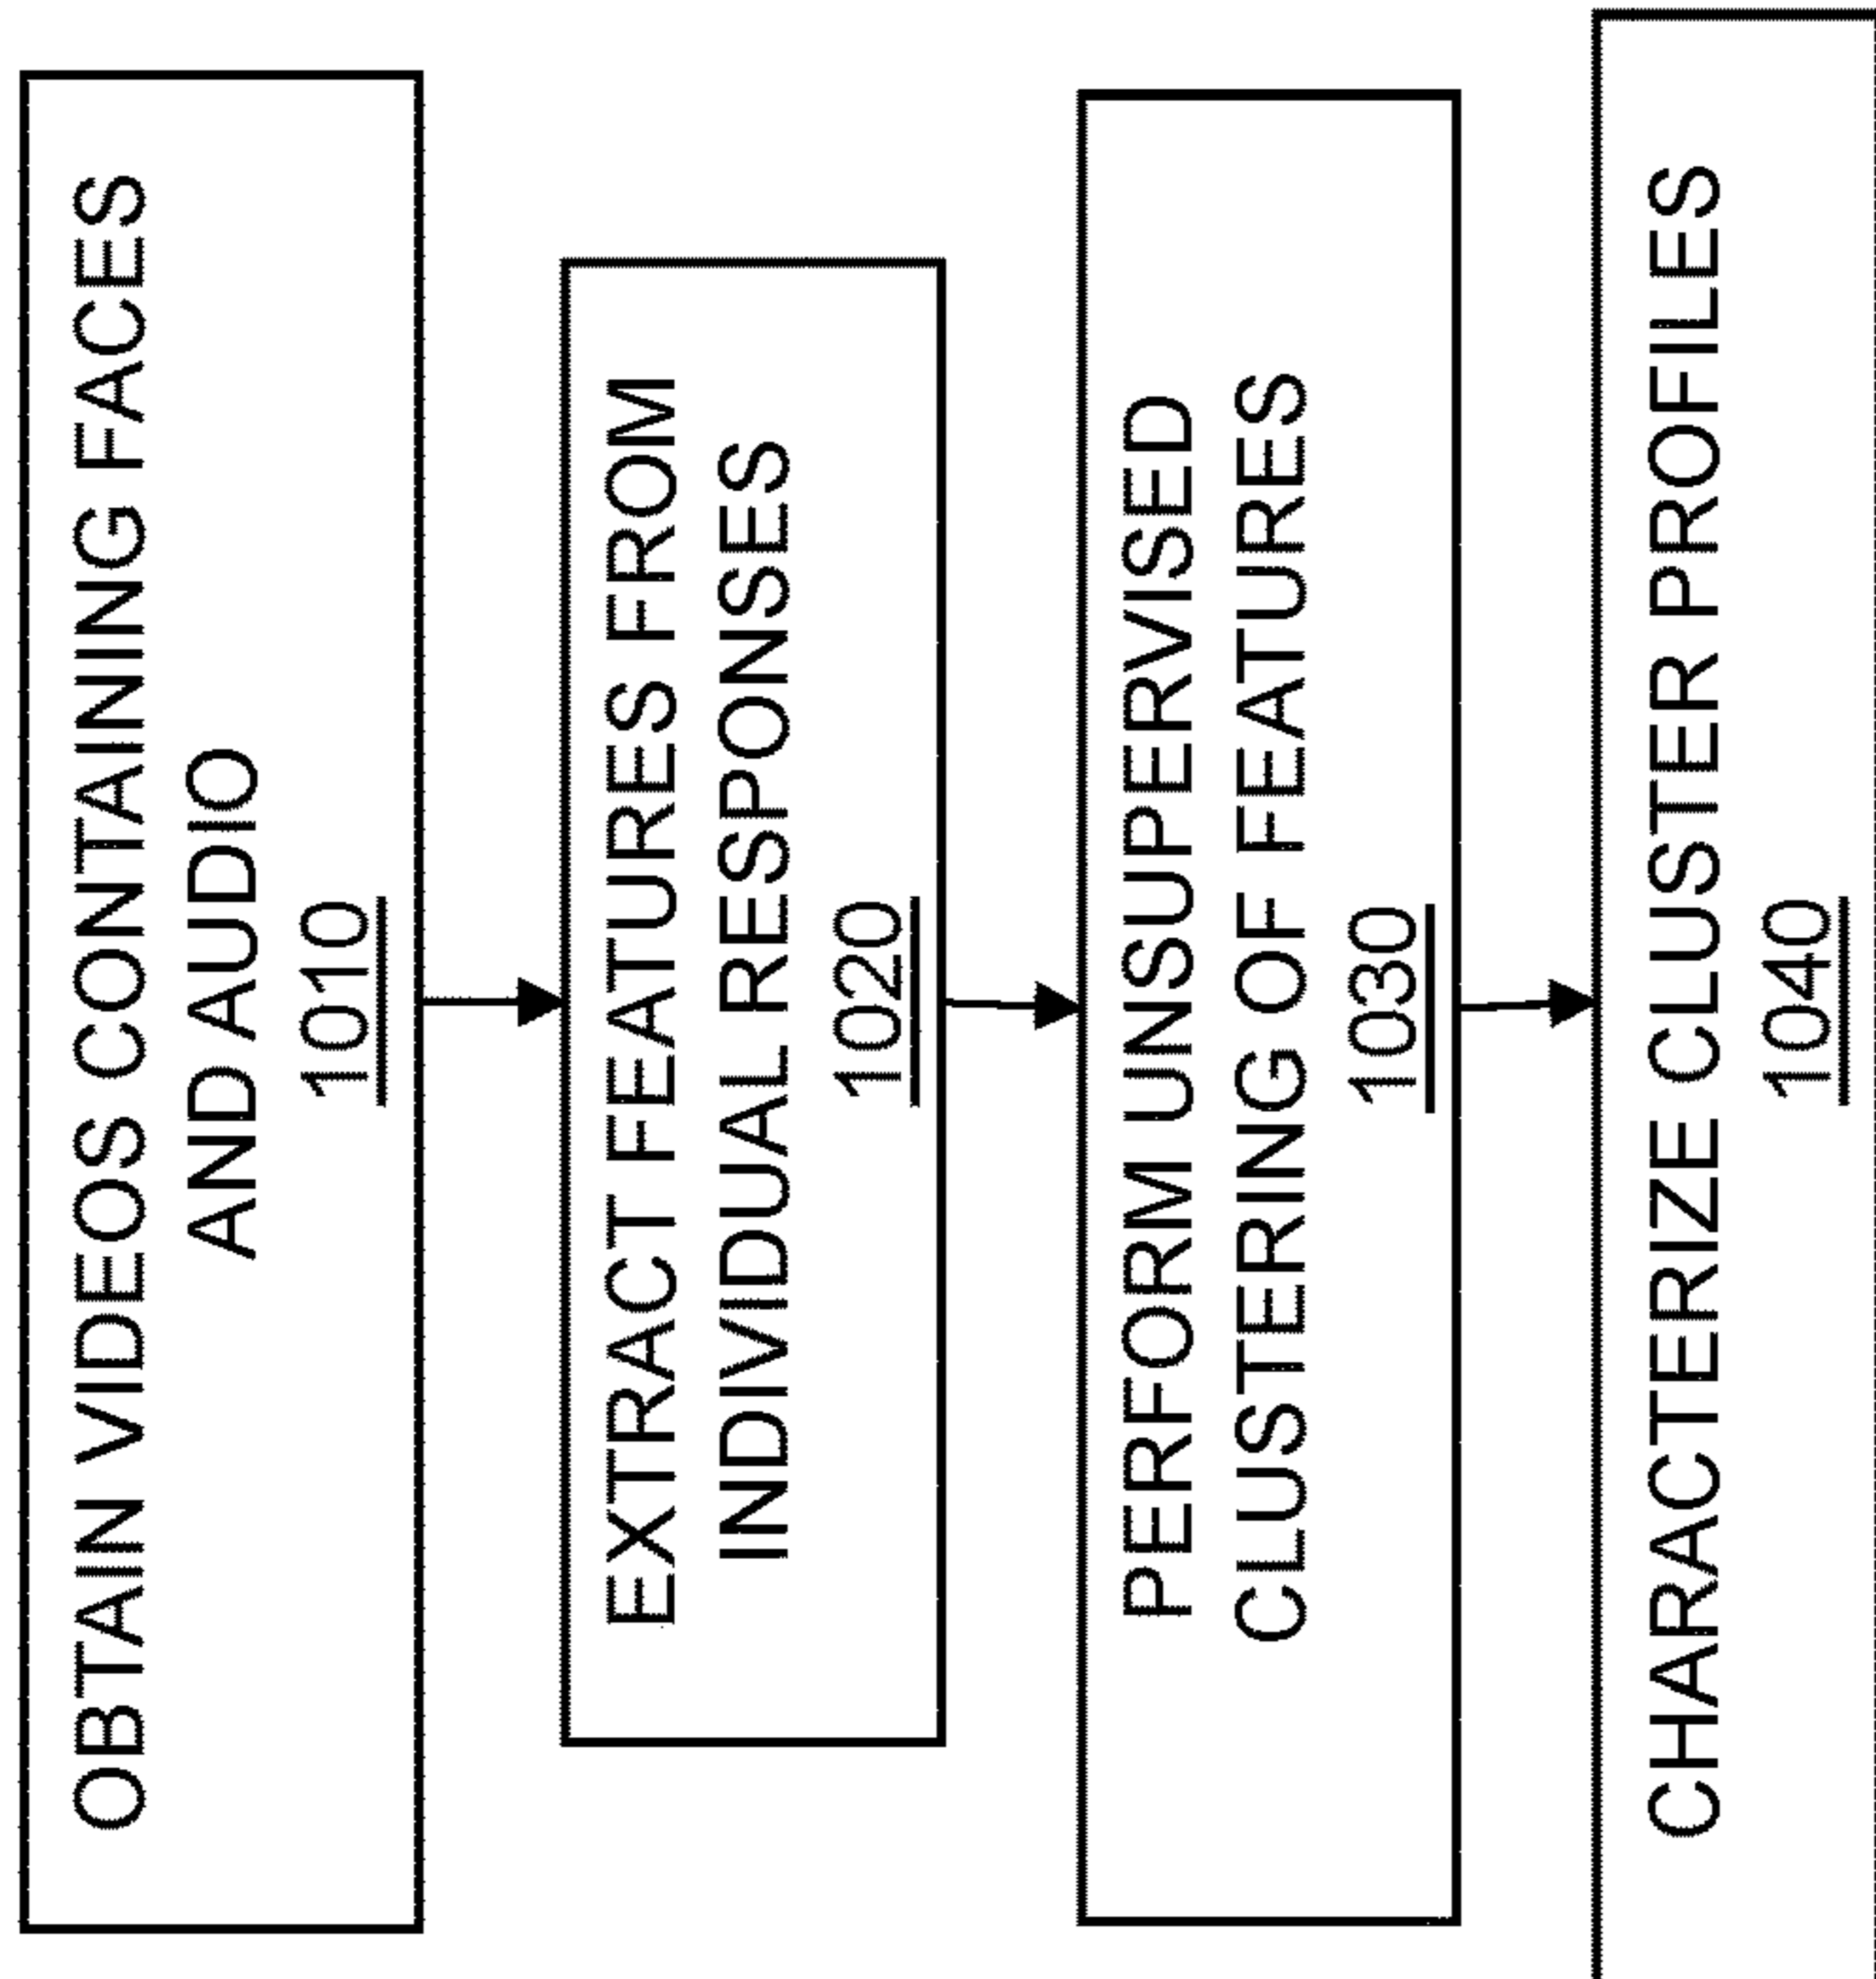 OBTAIN VIDEOS CONTAINING FACES
AND AUDIO
1010
EXTRACT FEATURES FROM
INDIVIDUAL RESPONSES
1020
PERFORM UNSUPERVISED
CLUSTERING OF FEATURES
1030
CHARACTERIZE CLUSTER PROFILES
1040